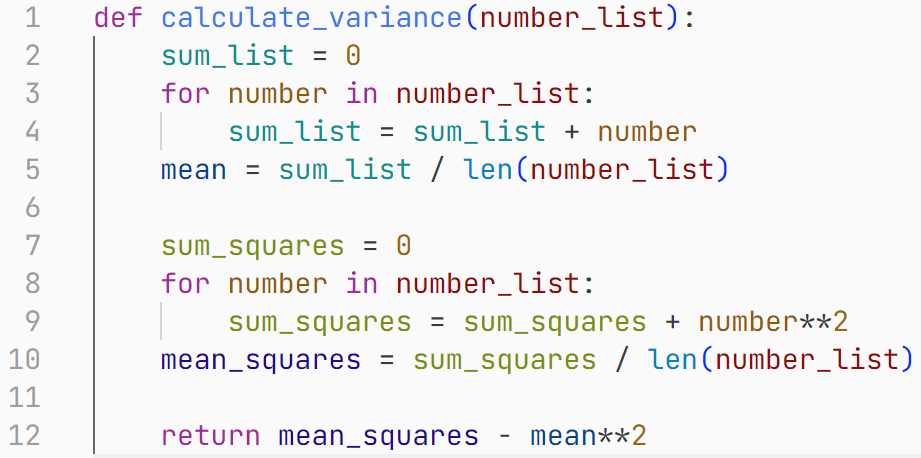 1 def calculate_variance(number_list):
2     sum_list = 0
3     for number in number_list:
4         sum_list = sum_list + number
5     mean = sum_list / len(number_list)
6
7     sum_squares = 0
8     for number in number_list:
9         sum_squares = sum_squares + number**2
10     mean_squares = sum_squares / len(number_list)
11
12     return mean_squares - mean**2